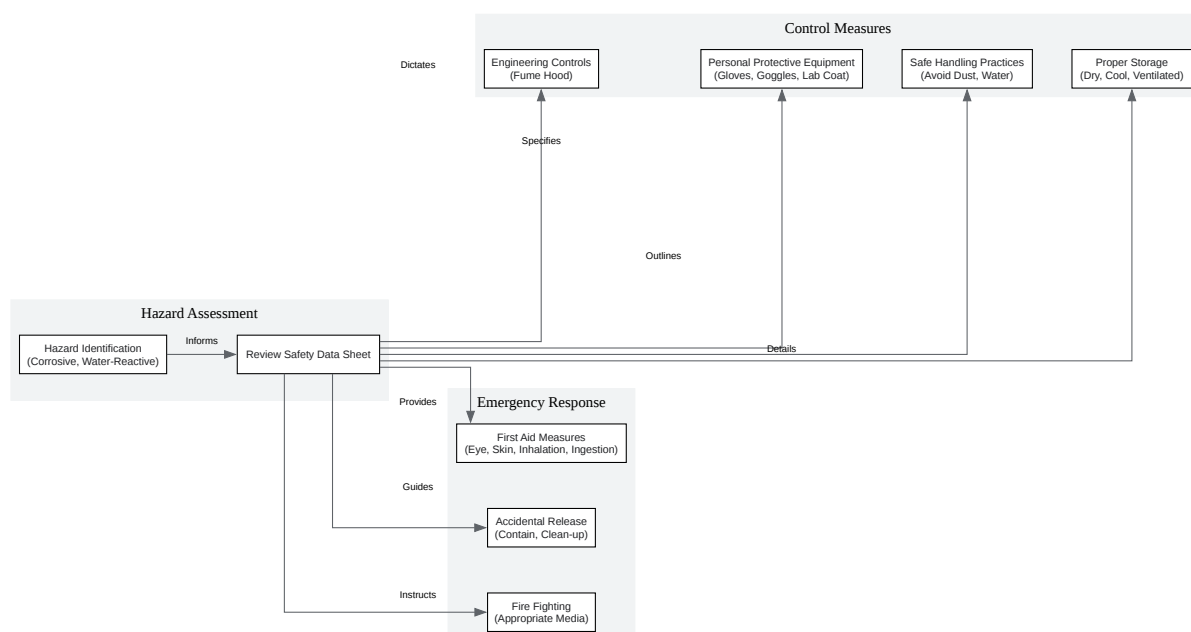 Control Measures
Dictates
Engineering Controls
(Fume Hood)
Personal Protective Equipment
(Gloves, Goggles, Lab Coat)
Safe Handling Practices
(Avoid Dust, Water)
Proper Storage
(Dry, Cool, Ventilated)
Specifies
Outlines
Hazard Assessment
Hazard Identification
(Corrosive, Water-Reactive)
Informs
Review Safety Data Sheet
Details
Provides
Emergency Response
First Aid Measures
(Eye, Skin, Inhalation, Ingestion)
Guides
Accidental Release
(Contain, Clean-up)
Instructs
Fire Fighting
(Appropriate Media)